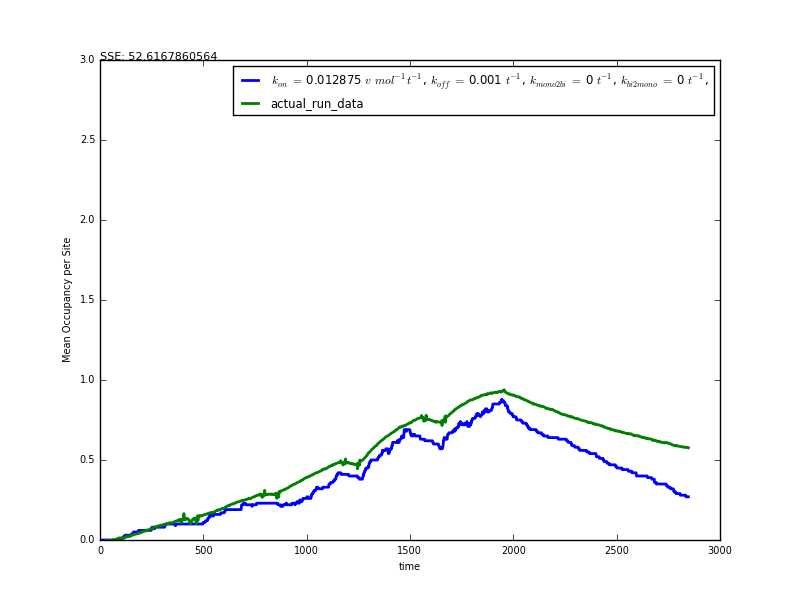 SSE: 52.6167860564
k_on = 0.012875 v mol^-1 t^-1, k_off = 0.001 t^-1, k_mono2bi = 0 t^-1, k_bi2mono = 0 t^-1,
actual_run_data
3.0
2.5
2.0
1.5
1.0
0.5
0.0
Mean Occupancy per Site
0 500 1000 1500 2000 2500 3000
time